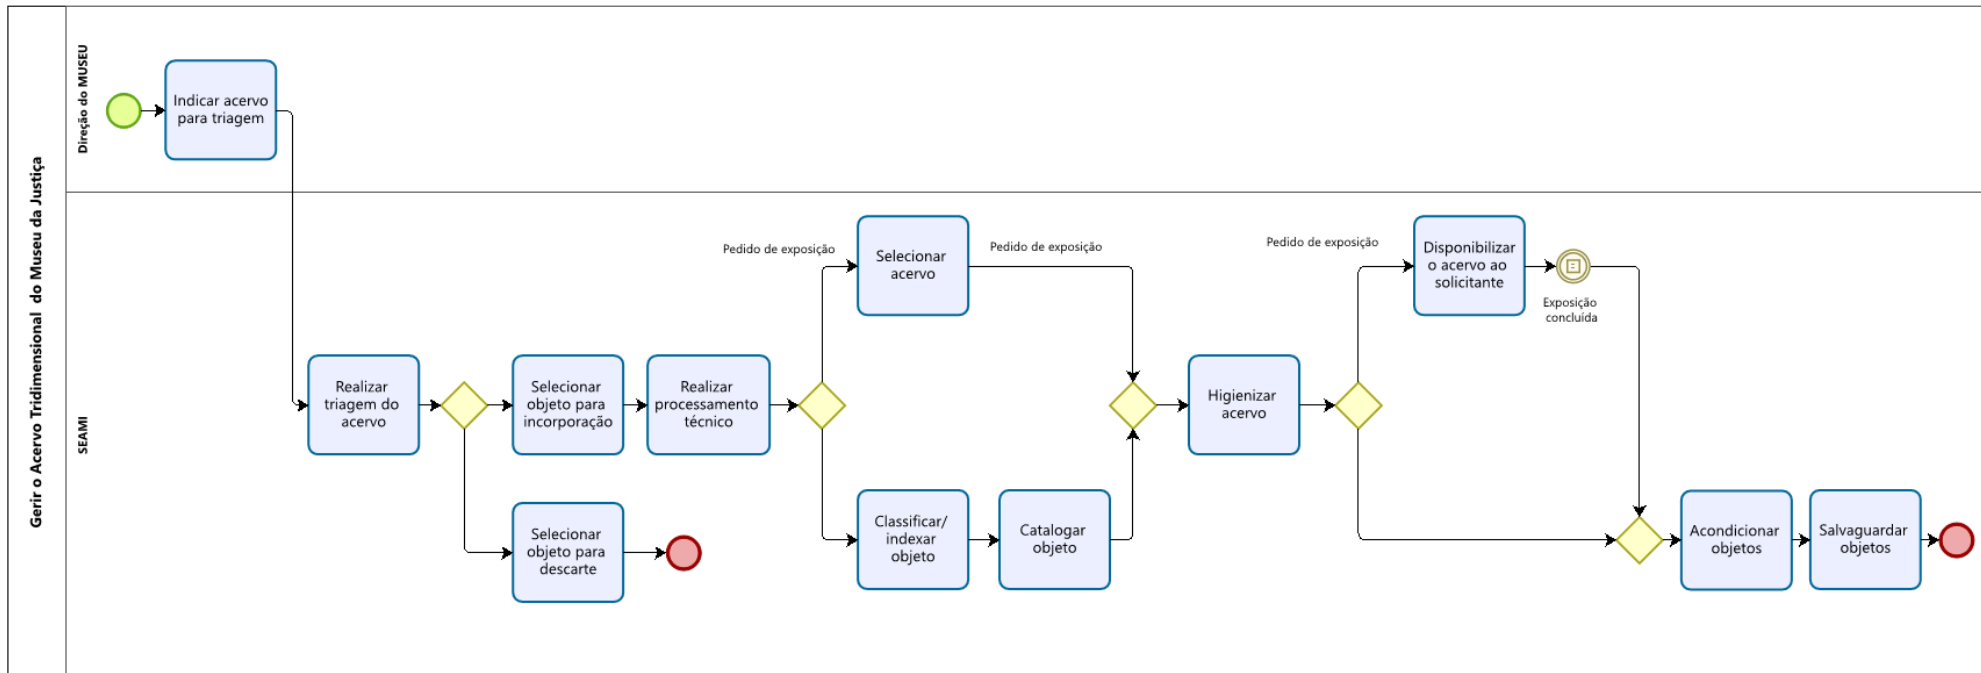 Gerir o Acervo Tridimensional do Museu da Justiça
Direção do MUSEU
Indicar acervo
para triagem
SEAMI
Realizar
triagem do
acervo
Selecionar
objeto para
incorporação
Realizar
processamento
técnico
Selecionar
objeto para
descarte
Pedido de exposição
Selecionar
acervo
Pedido de exposição
Classificar/
indexar
objeto
Catalogar
objeto
Higienizar
acervo
Pedido de exposição
Disponibilizar
o acervo ao
solicitante
Exposição
concluída
Acondicionar
objetos
Salvaguardar
objetos